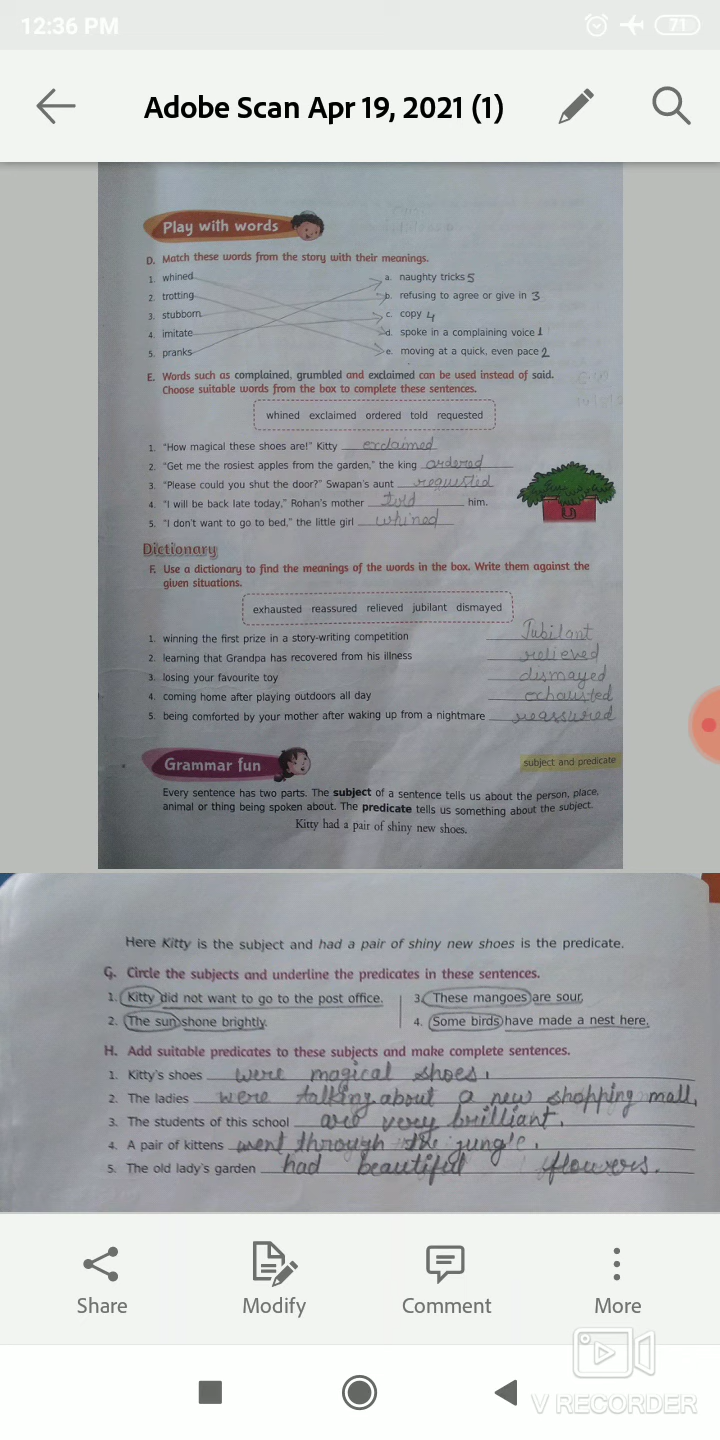 12:36 PM
71
Adobe Scan Apr 19, 2021 (1)
Play with words
D. Match these words from the story with their meanings.
1. whined
a. naughty tricks 5
2. trotting
b. refusing to agree or give in 3
3. stubborn
c. copy 4
4. imitate
d. spoke in a complaining voice 1
5. pranks
e. moving at a quick, even pace 2
E. Words such as complained, grumbled and exclaimed can be used instead of said.
Choose suitable words from the box to complete these sentences.
whined exclaimed ordered told requested
1. "How magical these shoes are!" Kitty exclaimed
2. "Get me the rosiest apples from the garden," the king ordered
3. "Please could you shut the door?" Swapan's aunt requested
4. "I will be back late today," Rohan's mother told him.
5. "I don't want to go to bed," the little girl whined
Dictionary
F. Use a dictionary to find the meanings of the words in the box. Write them against the
given situations.
exhausted reassured relieved jubilant dismayed
1. winning the first prize in a story-writing competition Jubilant
2. learning that Grandpa has recovered from his illness relieved
3. losing your favourite toy dismayed
4. coming home after playing outdoors all day exhausted
5. being comforted by your mother after waking up from a nightmare reassured
Grammar fun
subject and predicate
Every sentence has two parts. The subject of a sentence tells us about the person, place,
animal or thing being spoken about. The predicate tells us something about the subject.
Kitty had a pair of shiny new shoes.
Here Kitty is the subject and had a pair of shiny new shoes is the predicate.
G. Circle the subjects and underline the predicates in these sentences.
1. Kitty did not want to go to the post office.
3. These mangoes are sour.
2. The sun shone brightly.
4. Some birds have made a nest here.
H. Add suitable predicates to these subjects and make complete sentences.
1. Kitty's shoes were magical shoes.
2. The ladies were talking about a new shopping mall.
3. The students of this school are very brilliant.
4. A pair of kittens went through the jungle.
5. The old lady's garden had beautiful flowers.
Share
Modify
Comment
More
V RECORDER